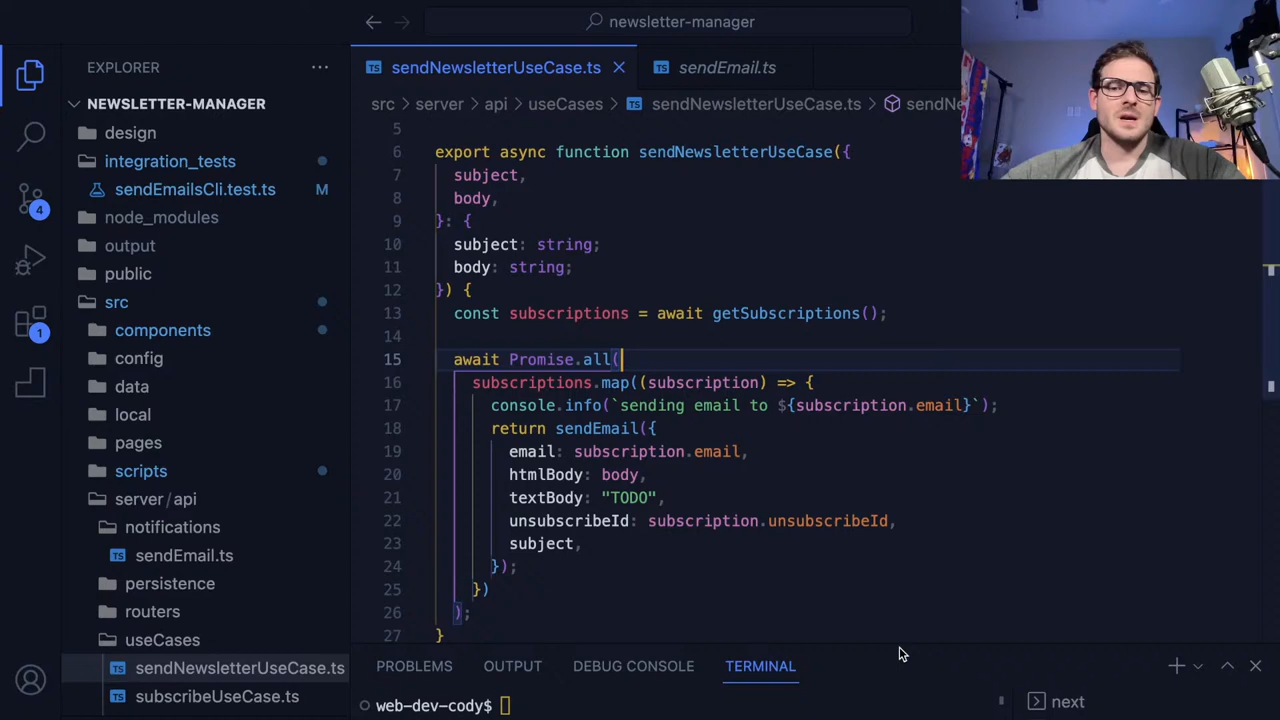 newsletter-manager
EXPLORER
NEWSLETTER-MANAGER
design
integration_tests
sendEmailsCli.test.ts M
node_modules
output
public
src
components
config
data
local
pages
scripts
server/api
notifications
sendEmail.ts
persistence
routers
useCases
sendNewsletterUseCase.ts
subscribeUseCase.ts
4
1
sendNewsletterUseCase.ts
sendEmail.ts
src > server > api > useCases > sendNewsletterUseCase.ts > sendN
5
6 export async function sendNewsletterUseCase({
7 subject,
8 body,
9 }: {
10 subject: string;
11 body: string;
12 }) {
13 const subscriptions = await getSubscriptions();
14
15 await Promise.all(
16 subscriptions.map((subscription) => {
17 console.info(`sending email to ${subscription.email}`);
18 return sendEmail({
19 email: subscription.email,
20 htmlBody: body,
21 textBody: "TODO",
22 unsubscribeId: subscription.unsubscribeId,
23 subject,
24 });
25 })
26 );
27 }
PROBLEMS OUTPUT DEBUG CONSOLE TERMINAL
web-dev-cody$
next